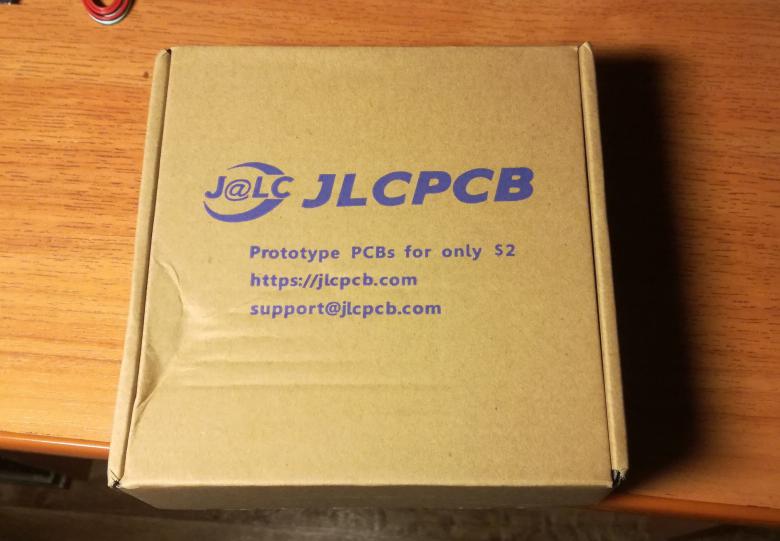 J@LC JLCPCB
Prototype PCBs for only $2
https://jlcpcb.com
support@jlcpcb.com